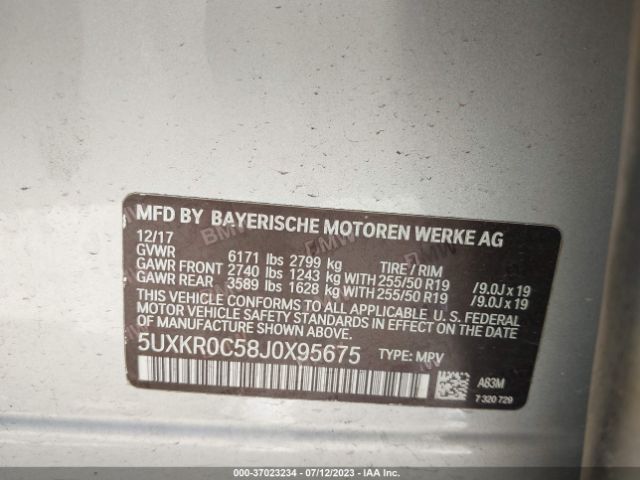 MFD BY BAYERISCHE MOTOREN WERKE AG
12/17
GVWR 6171 lbs 2799 kg TIRE / RIM
GAWR FRONT 2740 lbs 1243 kg WITH 255/50 R19 /9.0J x 19
GAWR REAR 3589 lbs 1628 kg WITH 255/50 R19 /9.0J x 19
THIS VEHICLE CONFORMS TO ALL APPLICABLE U. S. FEDERAL
MOTOR VEHICLE SAFETY STANDARDS IN EFFECT ON THE DATE
OF MANUFACTURE SHOWN ABOVE.
5UXKR0C58J0X95675 TYPE: MPV
A83M
7 320 729
000-37023234 - 07/12/2023 - IAA Inc.